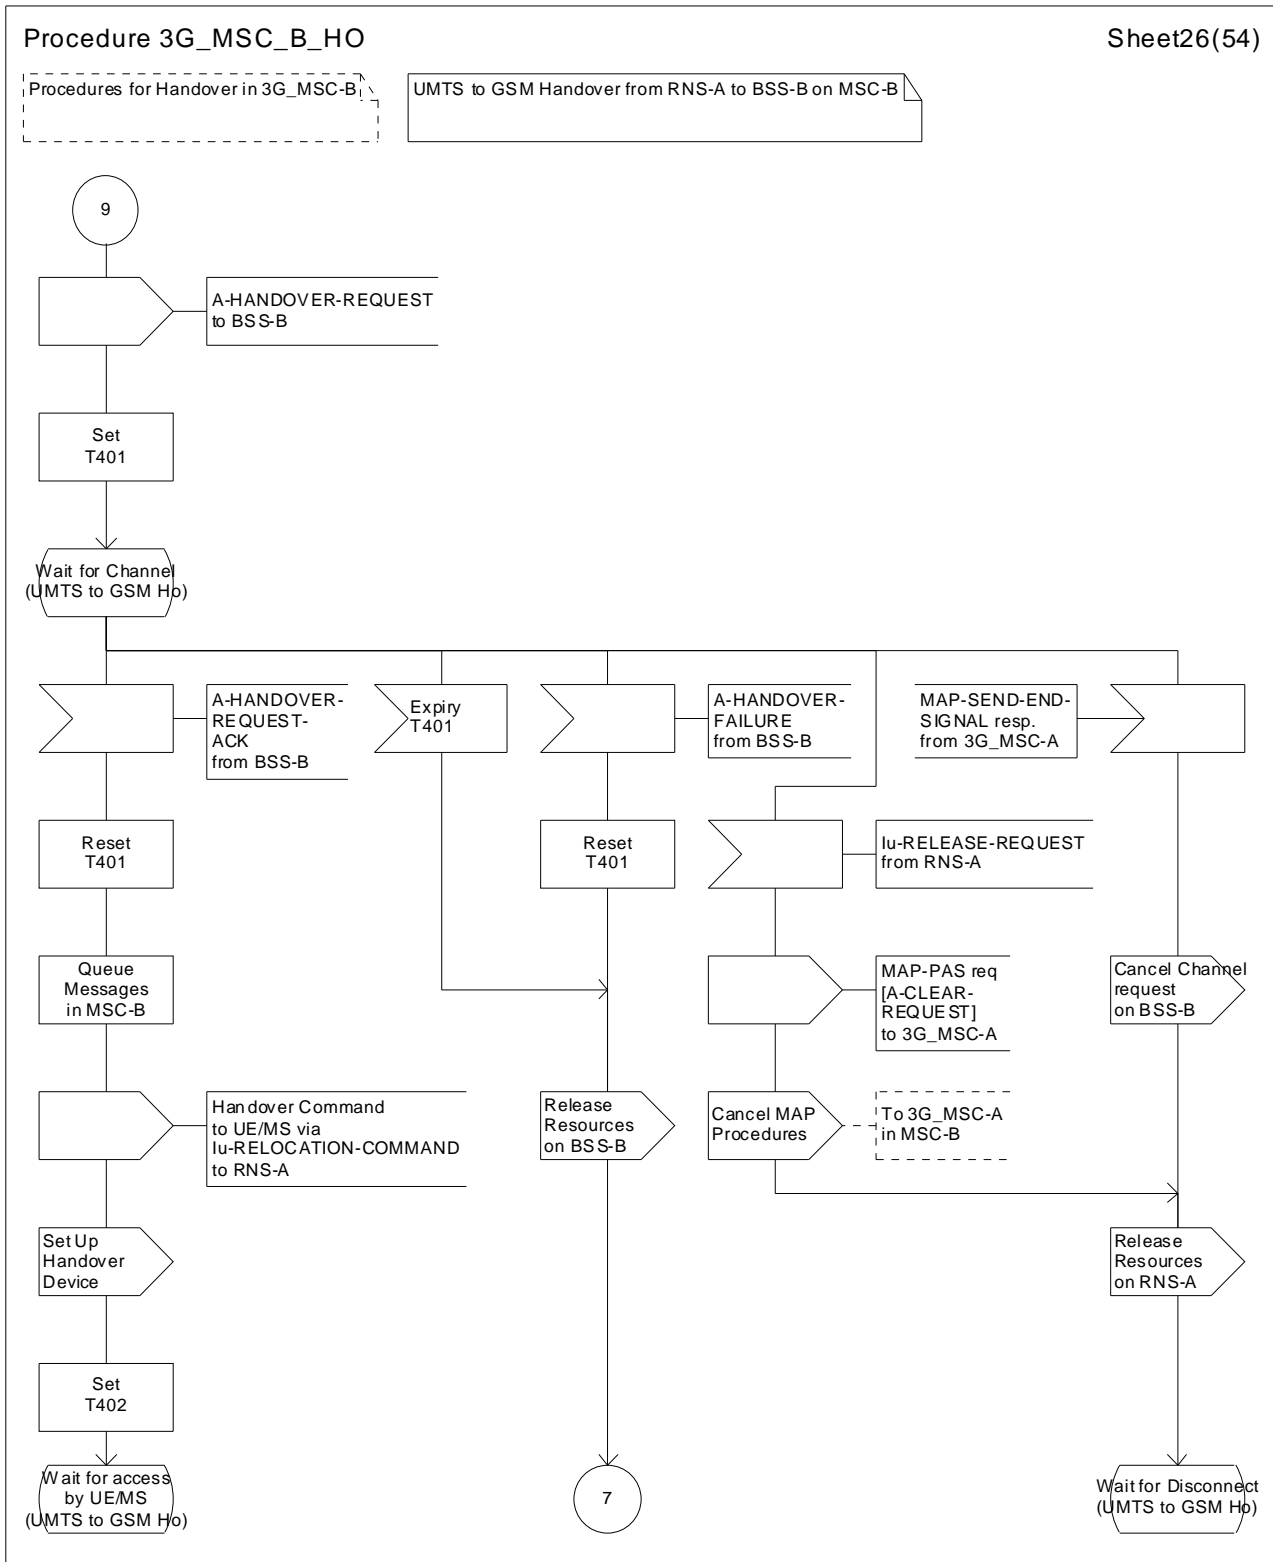 Procedure 3G_MSC_B_HO
Sheet26(54)
Procedures for Handover in 3G_MSC-B
UMTS to GSM Handover from RNS-A to BSS-B on MSC-B
9
A-HANDOVER-REQUEST
to BSS-B
Set
T401
Wait for Channel
(UMTS to GSM Ho)
A-HANDOVER-
REQUEST-
ACK
from BSS-B
Expiry
T401
A-HANDOVER-
FAILURE
from BSS-B
MAP-SEND-END-
SIGNAL resp.
from 3G_MSC-A
Reset
T401
Reset
T401
Iu-RELEASE-REQUEST
from RNS-A
Queue
Messages
in MSC-B
MAP-PAS req
[A-CLEAR-
REQUEST]
to 3G_MSC-A
Cancel Channel
request
on BSS-B
Handover Command
to UE/MS via
Iu-RELOCATION-COMMAND
to RNS-A
Release
Resources
on BSS-B
Cancel MAP
Procedures
To 3G_MSC-A
in MSC-B
Set Up
Handover
Device
Release
Resources
on RNS-A
Set
T402
Wait for access
by UE/MS
(UMTS to GSM Ho)
7
Wait for Disconnect
(UMTS to GSM Ho)